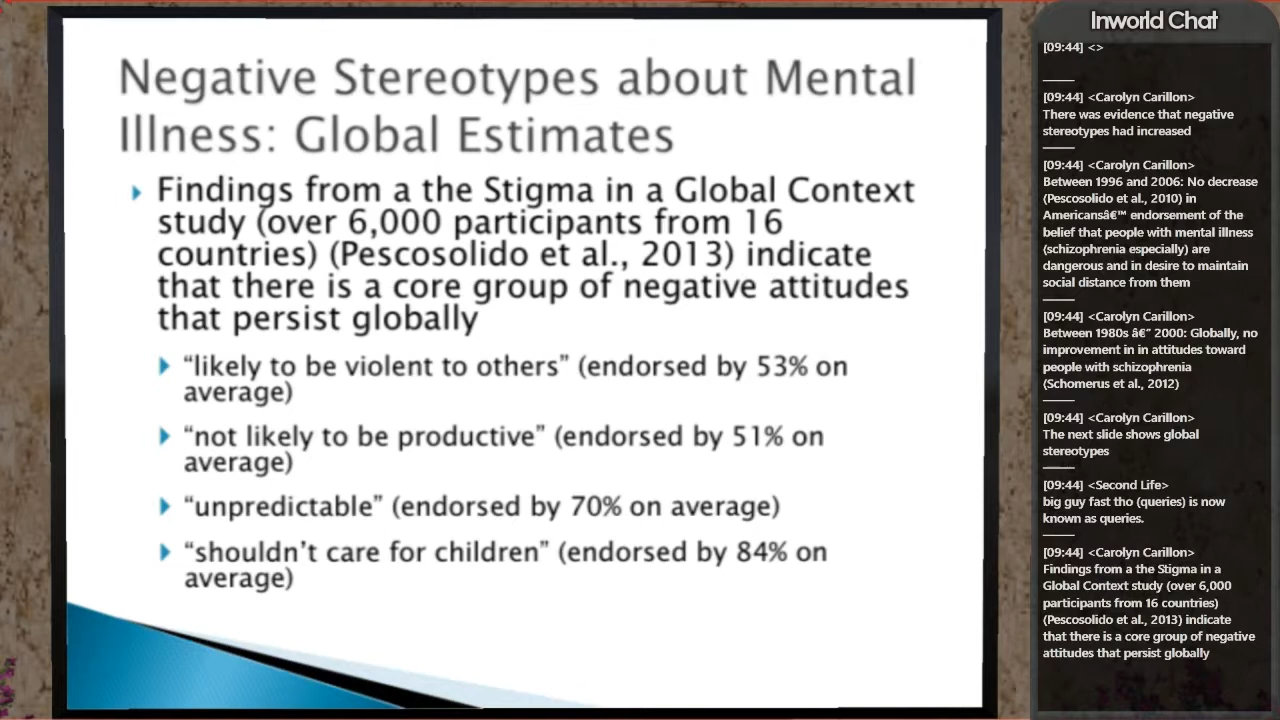 Negative Stereotypes about Mental
Illness: Global Estimates
Findings from a the Stigma in a Global Context
study (over 6,000 participants from 16
countries) (Pescosolido et al., 2013) indicate
that there is a core group of negative attitudes
that persist globally
“likely to be violent to others” (endorsed by 53% on
average)
“not likely to be productive” (endorsed by 51% on
average)
“unpredictable” (endorsed by 70% on average)
“shouldn’t care for children” (endorsed by 84% on
average)
Inworld Chat
[09:44] <>
[09:44] <Carolyn Carillon>
There was evidence that negative
stereotypes had increased
[09:44] <Carolyn Carillon>
Between 1996 and 2006: No decrease
(Pescosolido et al., 2010) in
Americansâ€™ endorsement of the
belief that people with mental illness
(schizophrenia especially) are
dangerous and in desire to maintain
social distance from them
[09:44] <Carolyn Carillon>
Between 1980s â€“ 2000: Globally, no
improvement in in attitudes toward
people with schizophrenia
(Schomerus et al., 2012)
[09:44] <Carolyn Carillon>
The next slide shows global
stereotypes
[09:44] <Second Life>
big guy fast tho (queries) is now
known as queries.
[09:44] <Carolyn Carillon>
Findings from a the Stigma in a
Global Context study (over 6,000
participants from 16 countries)
(Pescosolido et al., 2013) indicate
that there is a core group of negative
attitudes that persist globally